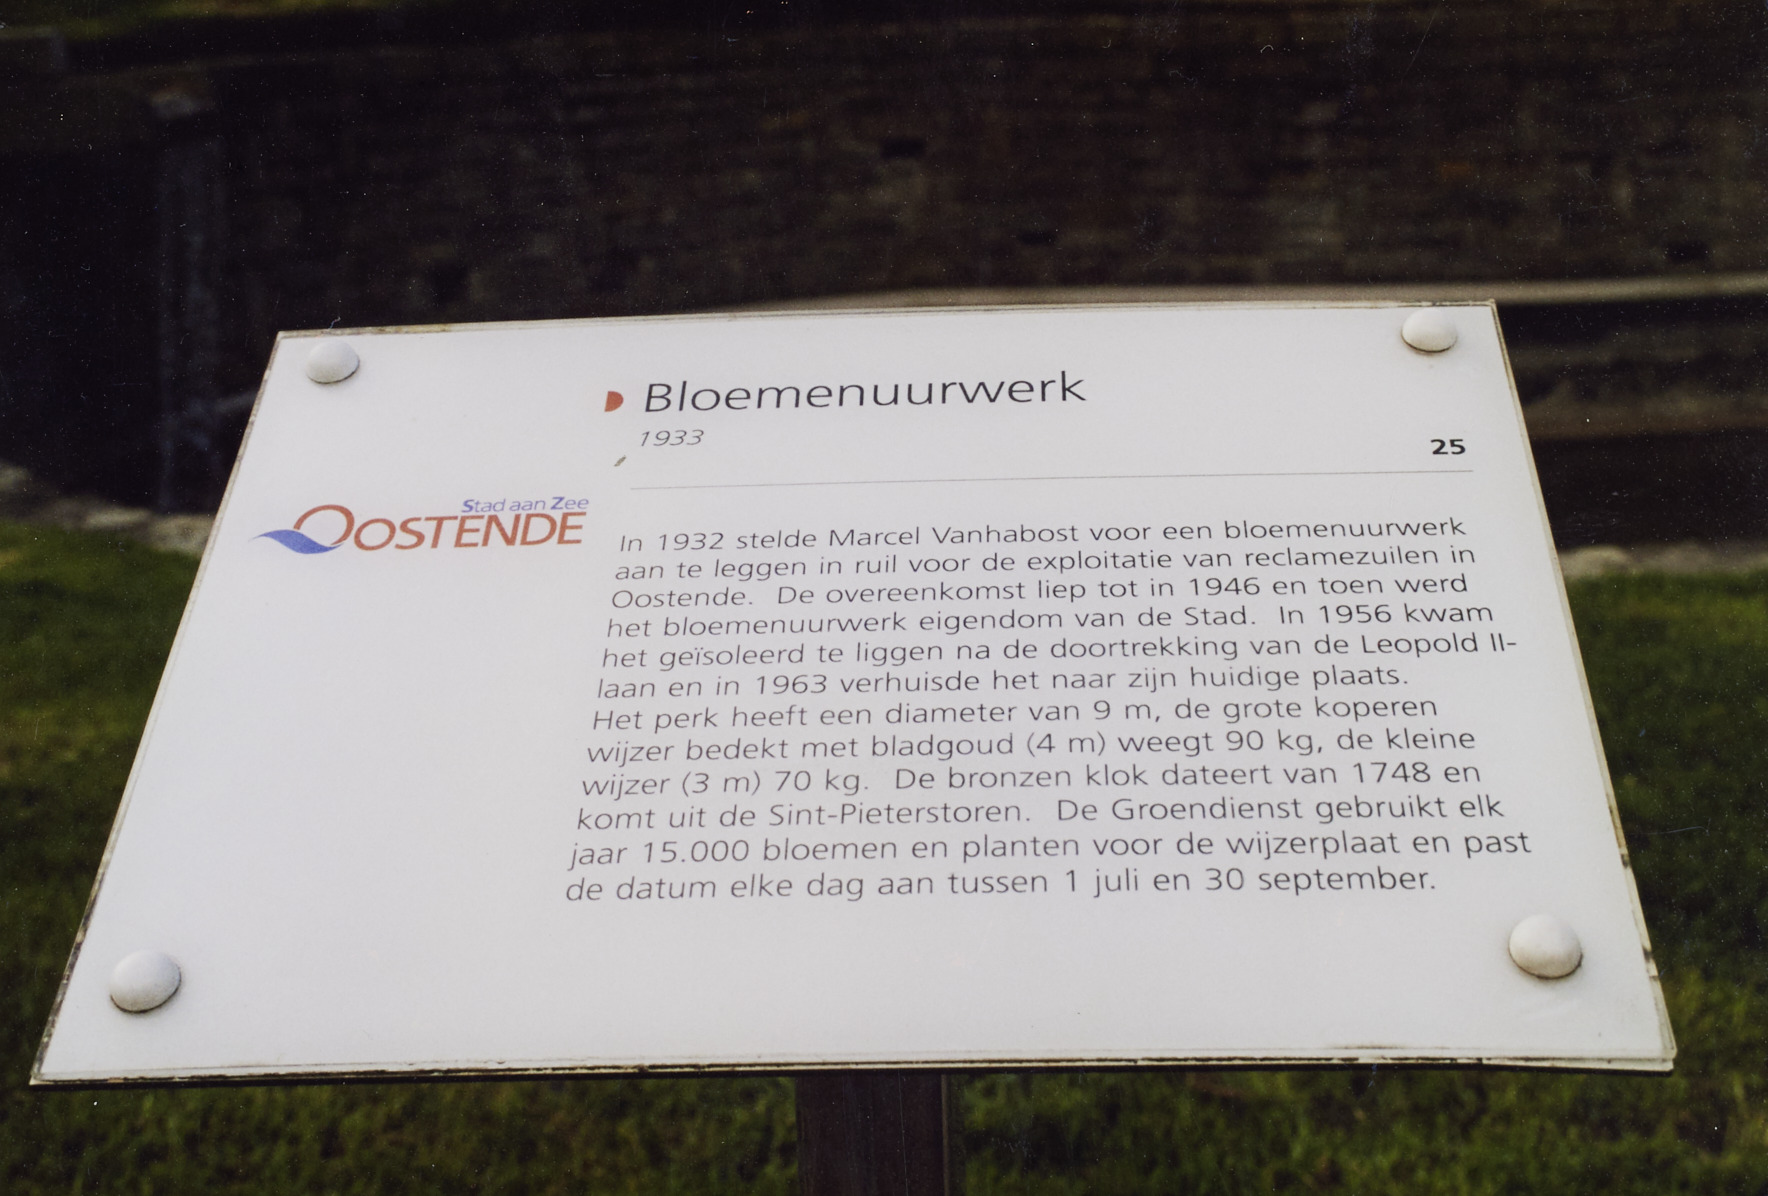 Bloemenuurwerk
1933
25
Stad aan Zee
OOSTENDE
In 1932 stelde Marcel Vanhabost voor een bloemenuurwerk
aan te leggen in ruil voor de exploitatie van reclamezuilen in
Oostende. De overeenkomst liep tot in 1946 en toen werd
het bloemenuurwerk eigendom van de Stad. In 1956 kwam
het geïsoleerd te liggen na de doortrekking van de Leopold II-
laan en in 1963 verhuisde het naar zijn huidige plaats.
Het perk heeft een diameter van 9 m, de grote koperen
wijzer bedekt met bladgoud (4 m) weegt 90 kg, de kleine
wijzer (3 m) 70 kg. De bronzen klok dateert van 1748 en
komt uit de Sint-Pieterstoren. De Groendienst gebruikt elk
jaar 15.000 bloemen en planten voor de wijzerplaat en past
de datum elke dag aan tussen 1 juli en 30 september.